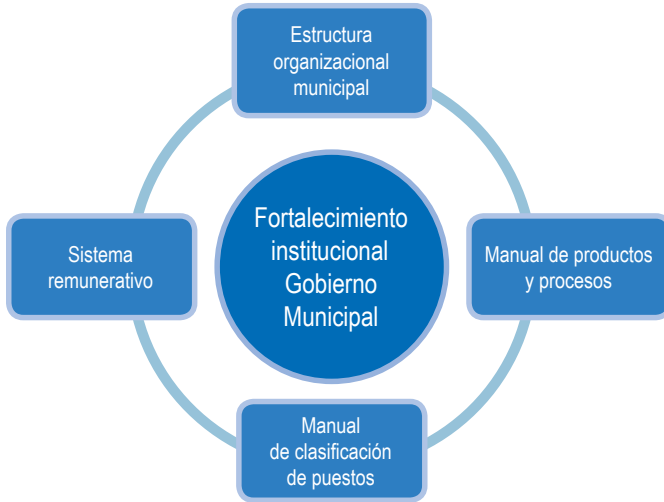 Estructura
organizacional
municipal
Fortalecimiento
institucional
Gobierno
Municipal
Sistema
remunerativo
Manual de productos
y procesos
Manual
de clasificación
de puestos